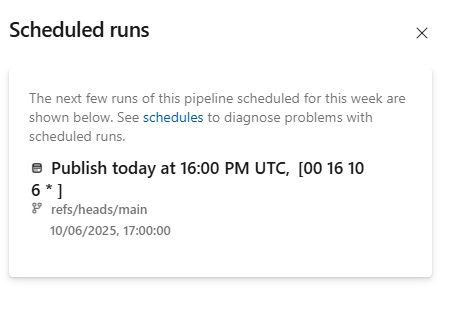 Scheduled runs
The next few runs of this pipeline scheduled for this week are
shown below. See schedules to diagnose problems with
scheduled runs.
Publish today at 16:00 PM UTC, [00 16 10
6 * ]
refs/heads/main
10/06/2025, 17:00:00